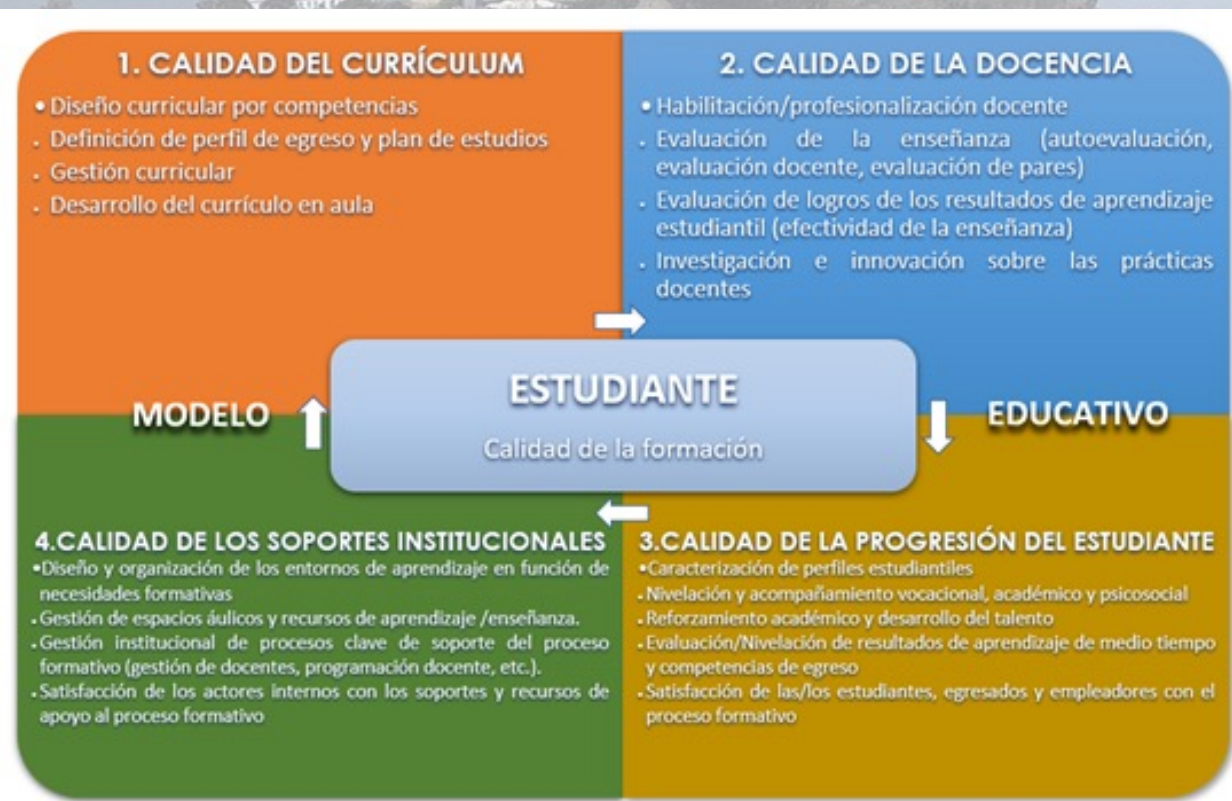 1. CALIDAD DEL CURRÍCULUM
• Diseño curricular por competencias
. Definición de perfil de egreso y plan de estudios
. Gestión curricular
. Desarrollo del currículo en aula
2. CALIDAD DE LA DOCENCIA
• Habilitación/profesionalización docente
. Evaluación de la enseñanza (autoevaluación,
evaluación docente, evaluación de pares)
. Evaluación de logros de los resultados de aprendizaje
estudiantil (efectividad de la enseñanza)
. Investigación e innovación sobre las prácticas
docentes
ESTUDIANTE
Calidad de la formación
MODELO
EDUCATIVO
4.CALIDAD DE LOS SOPORTES INSTITUCIONALES
•Diseño y organización de los entornos de aprendizaje en función de
necesidades formativas
.Gestión de espacios áulicos y recursos de aprendizaje /enseñanza.
.Gestión institucional de procesos clave de soporte del proceso
formativo (gestión de docentes, programación docente, etc.).
.Satisfacción de los actores internos con los soportes y recursos de
apoyo al proceso formativo
3.CALIDAD DE LA PROGRESIÓN DEL ESTUDIANTE
•Caracterización de perfiles estudiantiles
.Nivelación y acompañamiento vocacional, académico y psicosocial
.Reforzamiento académico y desarrollo del talento
.Evaluación/Nivelación de resultados de aprendizaje de medio tiempo
y competencias de egreso
.Satisfacción de las/los estudiantes, egresados y empleadores con el
proceso formativo